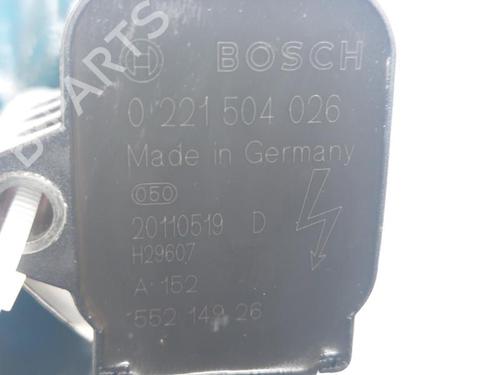 BOSCH
0 221 504 026
Made in Germany
050
20110519 D
H29607
A 152
552 149 26